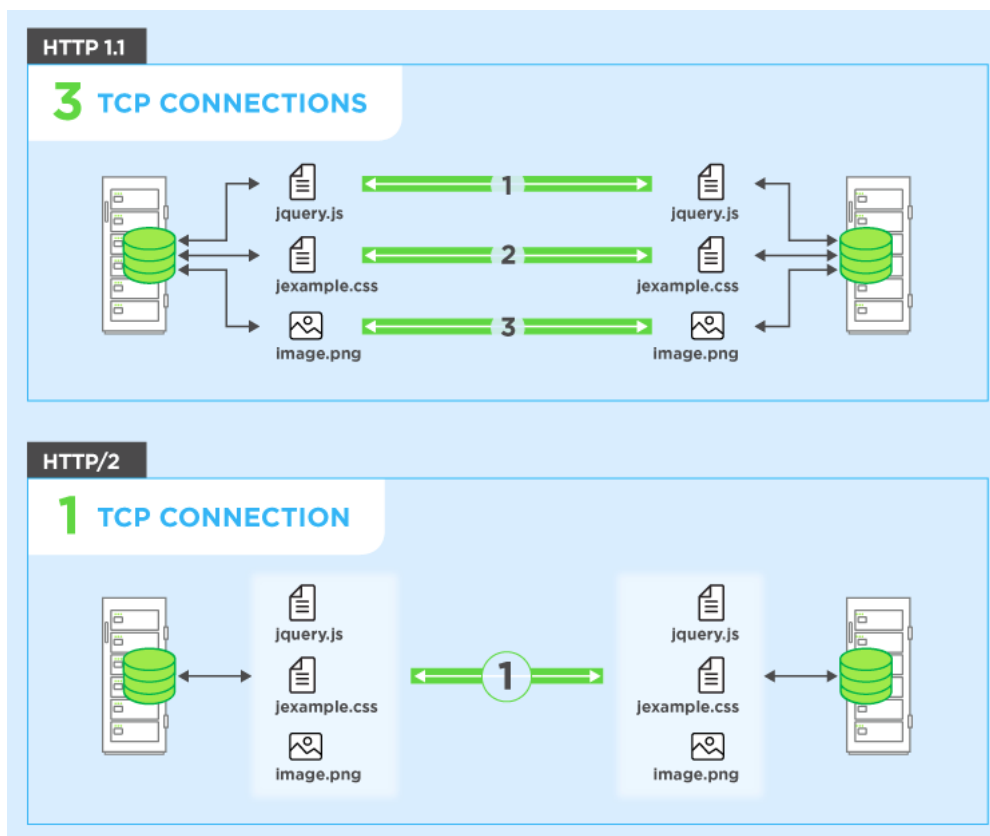 HTTP 1.1
3 TCP CONNECTIONS
1
jquery.js
jquery.js
2
jexample.css
jexample.css
3
image.png
image.png
HTTP/2
1 TCP CONNECTION
jquery.js
jquery.js
1
jexample.css
jexample.css
image.png
image.png